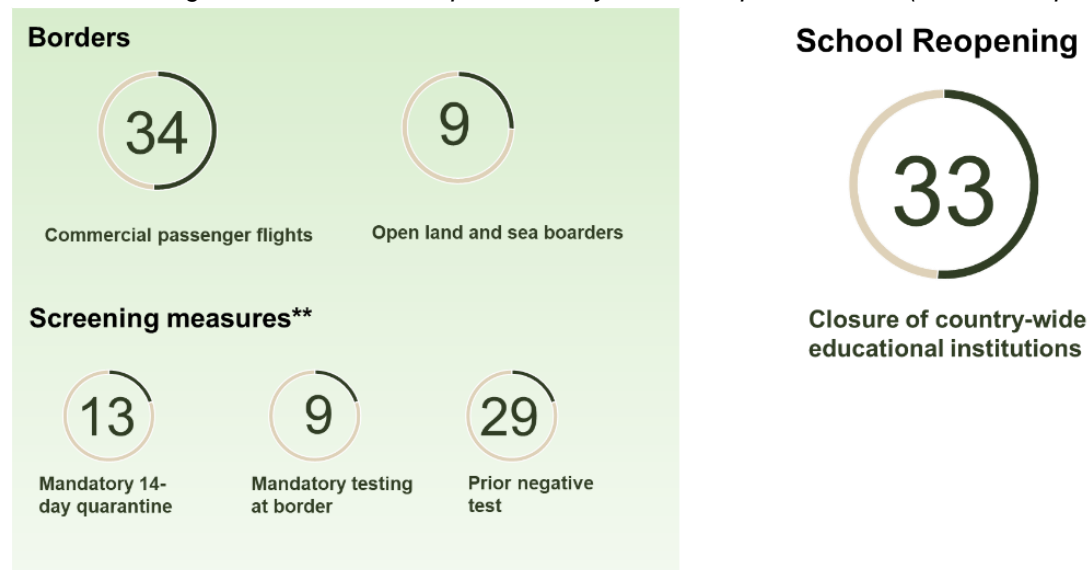 Borders
34
9
Commercial passenger flights
Open land and sea boarders
Screening measures**
13
9
29
Mandatory 14-
day quarantine
Mandatory testing
at border
Prior negative
test
School Reopening
33
Closure of country-wide
educational institutions